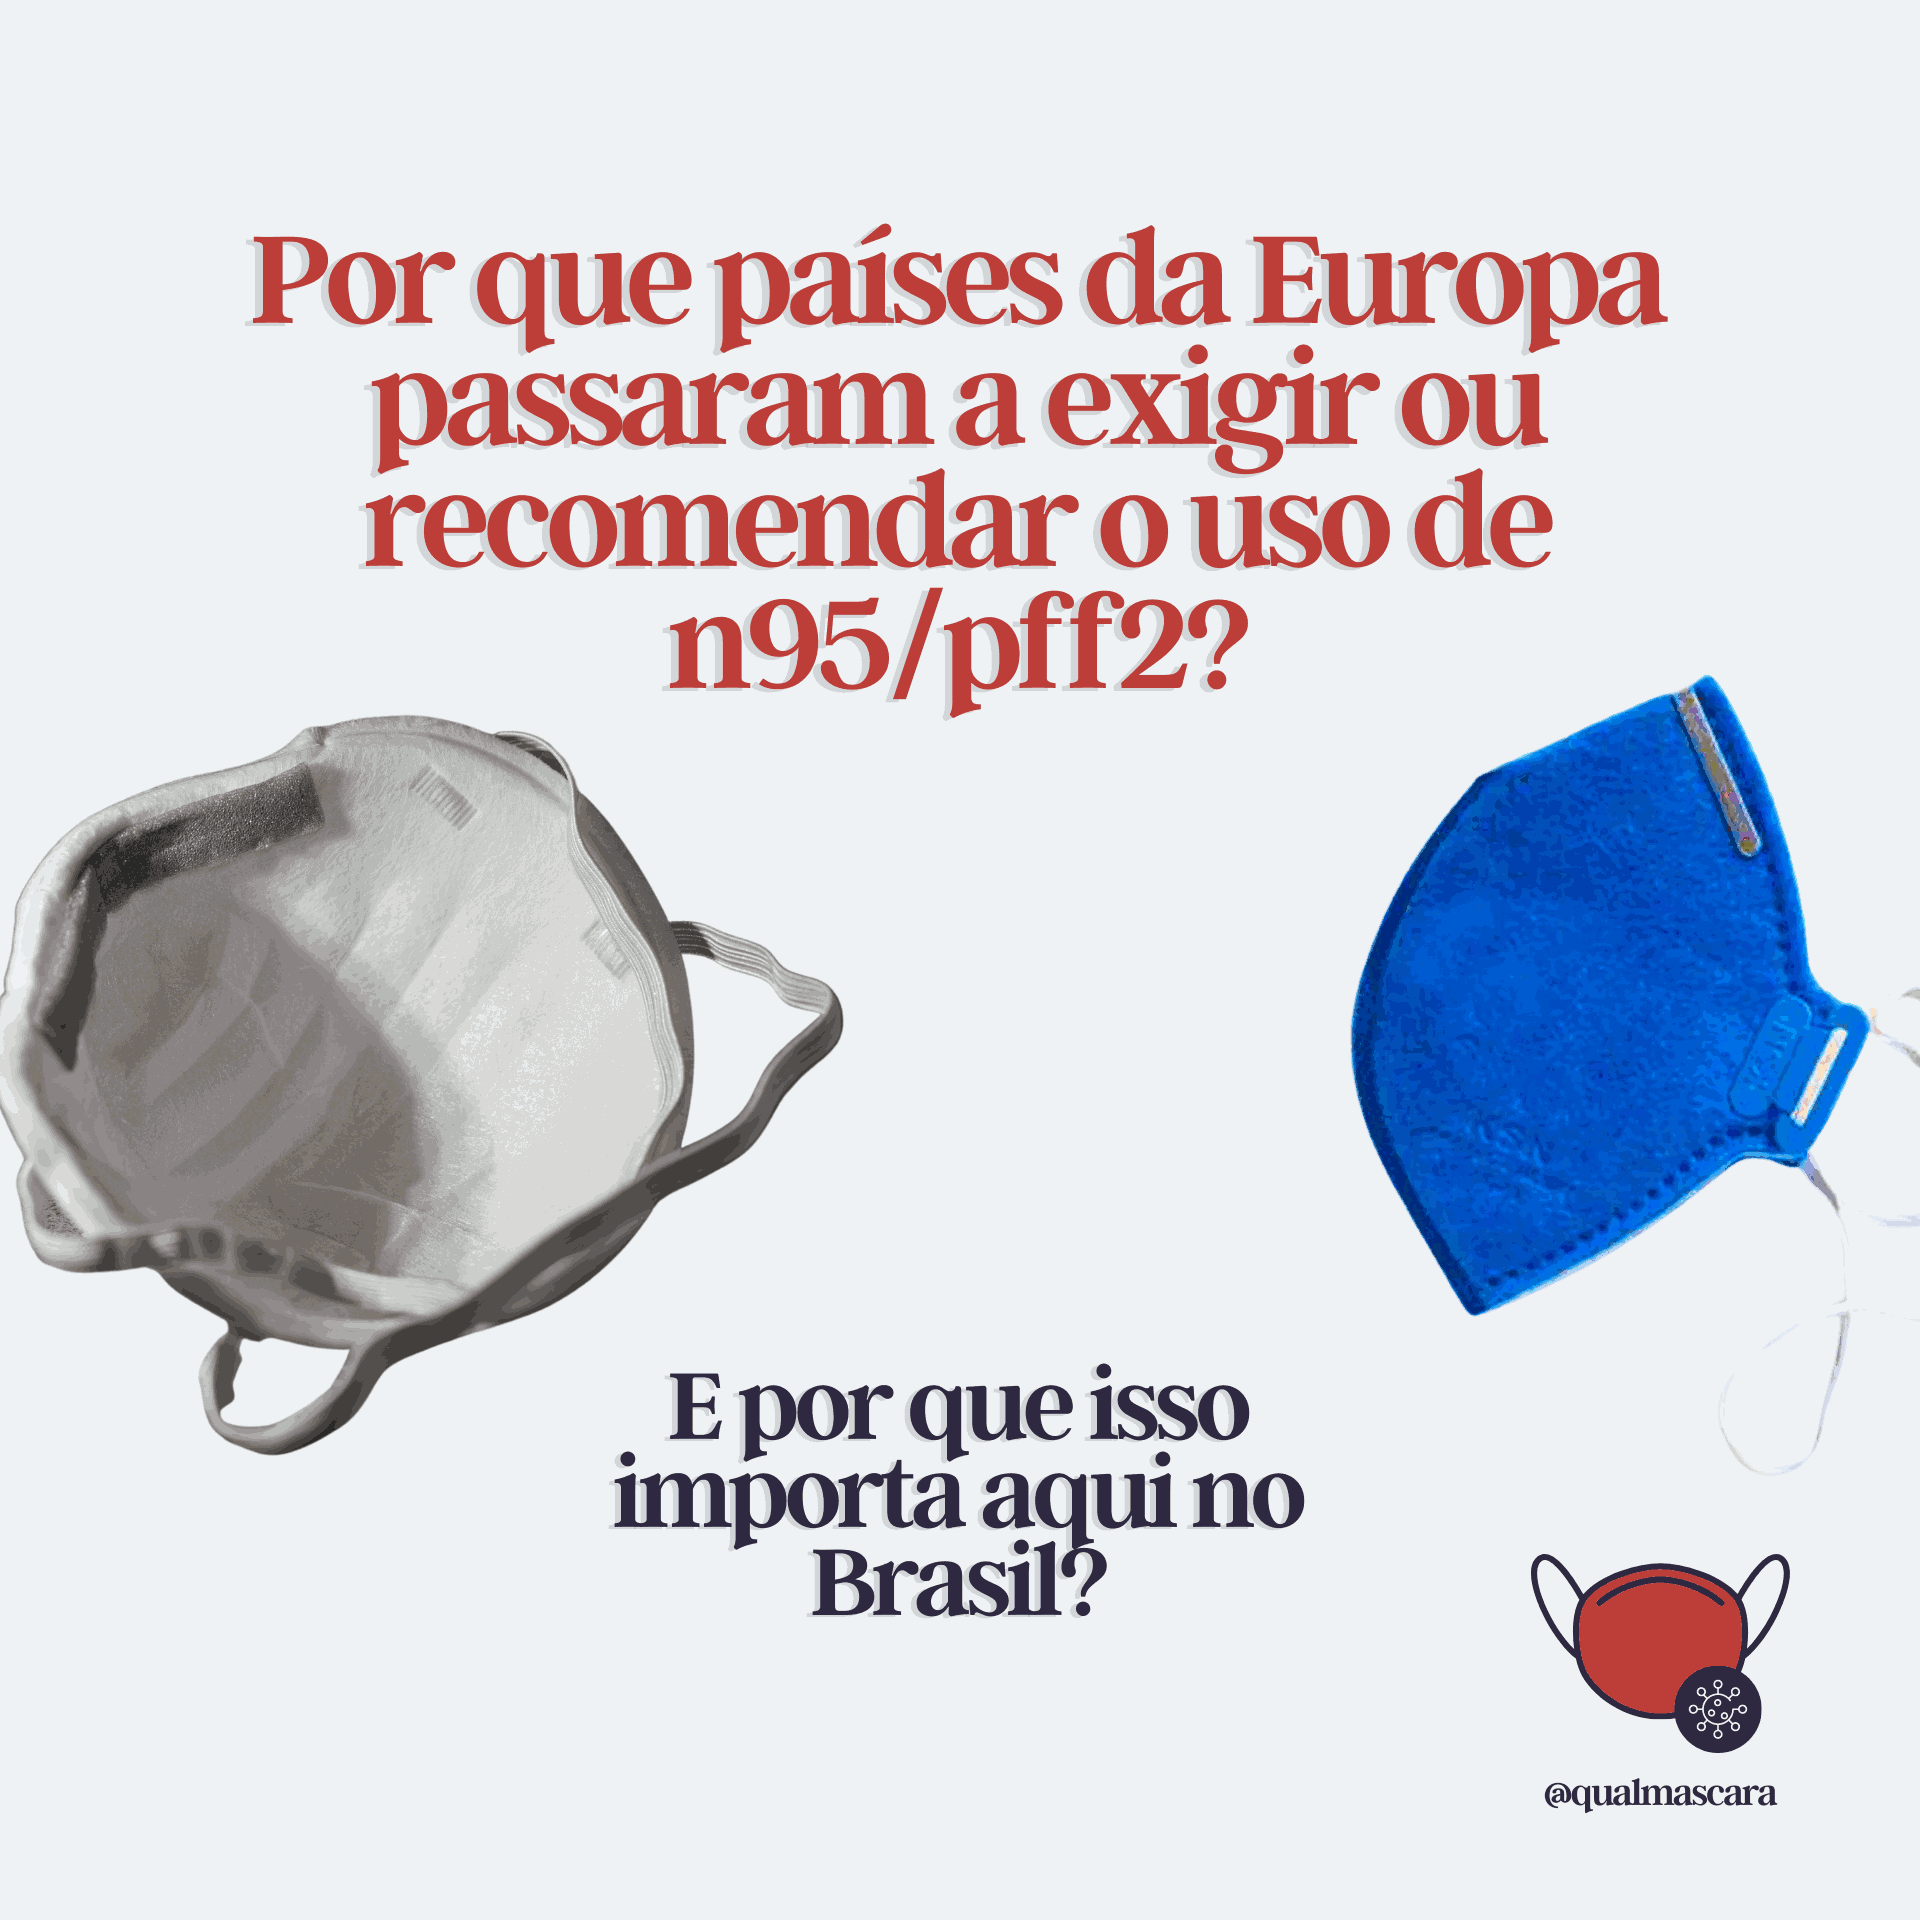 Por que países da Europa
passaram a exigir ou
recomendar o uso de
n95/pff2?
E por que isso
importa aqui no
Brasil?
@qualmascara